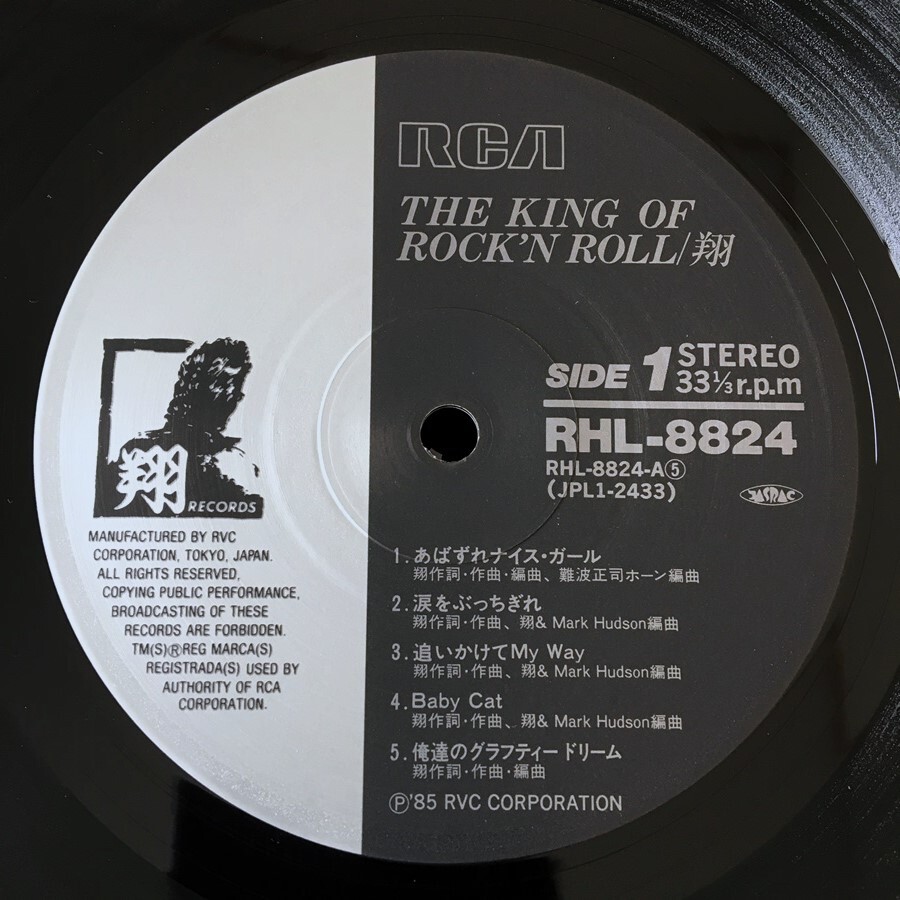 RCA
THE KING OF
ROCK'N ROLL/翔
SIDE 1
STEREO
33⅓r.p.m
RHL-8824
RHL-8824-A⑤
(JPL1-2433)
JASRAC
翔
RECORDS
MANUFACTURED BY RVC
CORPORATION, TOKYO, JAPAN.
ALL RIGHTS RESERVED,
COPYING PUBLIC PERFORMANCE,
BROADCASTING OF THESE
RECORDS ARE FORBIDDEN.
TM(S)®REG MARCA(S)
REGISTRADA(S) USED BY
AUTHORITY OF RCA
CORPORATION.
1. あばずれナイス・ガール
翔作詞・作曲・編曲、難波正司ホーン編曲
2. 涙をぶっちぎれ
翔作詞・作曲、翔& Mark Hudson編曲
3. 追いかけてMy Way
翔作詞・作曲、翔& Mark Hudson編曲
4. Baby Cat
翔作詞・作曲、翔& Mark Hudson編曲
5. 俺達のグラフティードリーム
翔作詞・作曲・編曲
Ⓟ'85 RVC CORPORATION